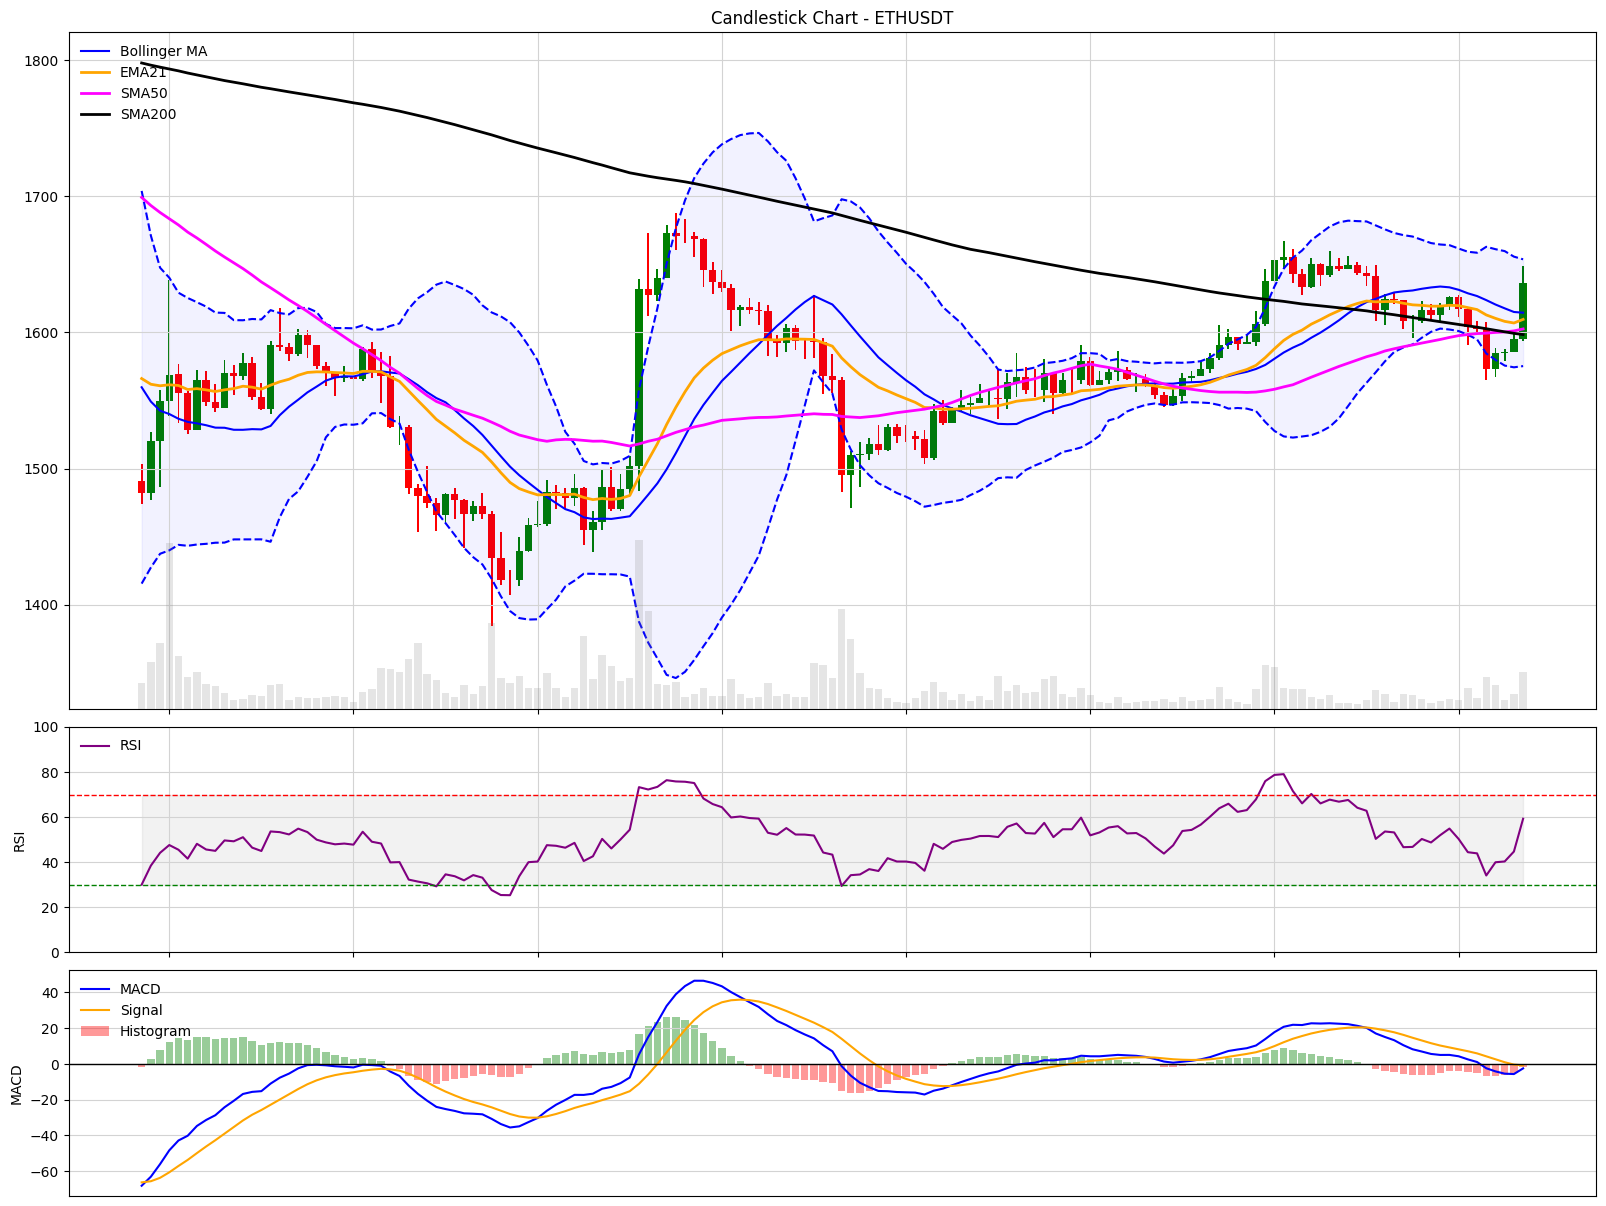 Candlestick Chart - ETHUSDT
Bollinger MA
EMA21
SMA50
SMA200
1800
1700
1600
1500
1400
RSI
100
80
60
40
20
0
RSI
MACD
Signal
Histogram
40
20
0
−20
−40
−60
MACD